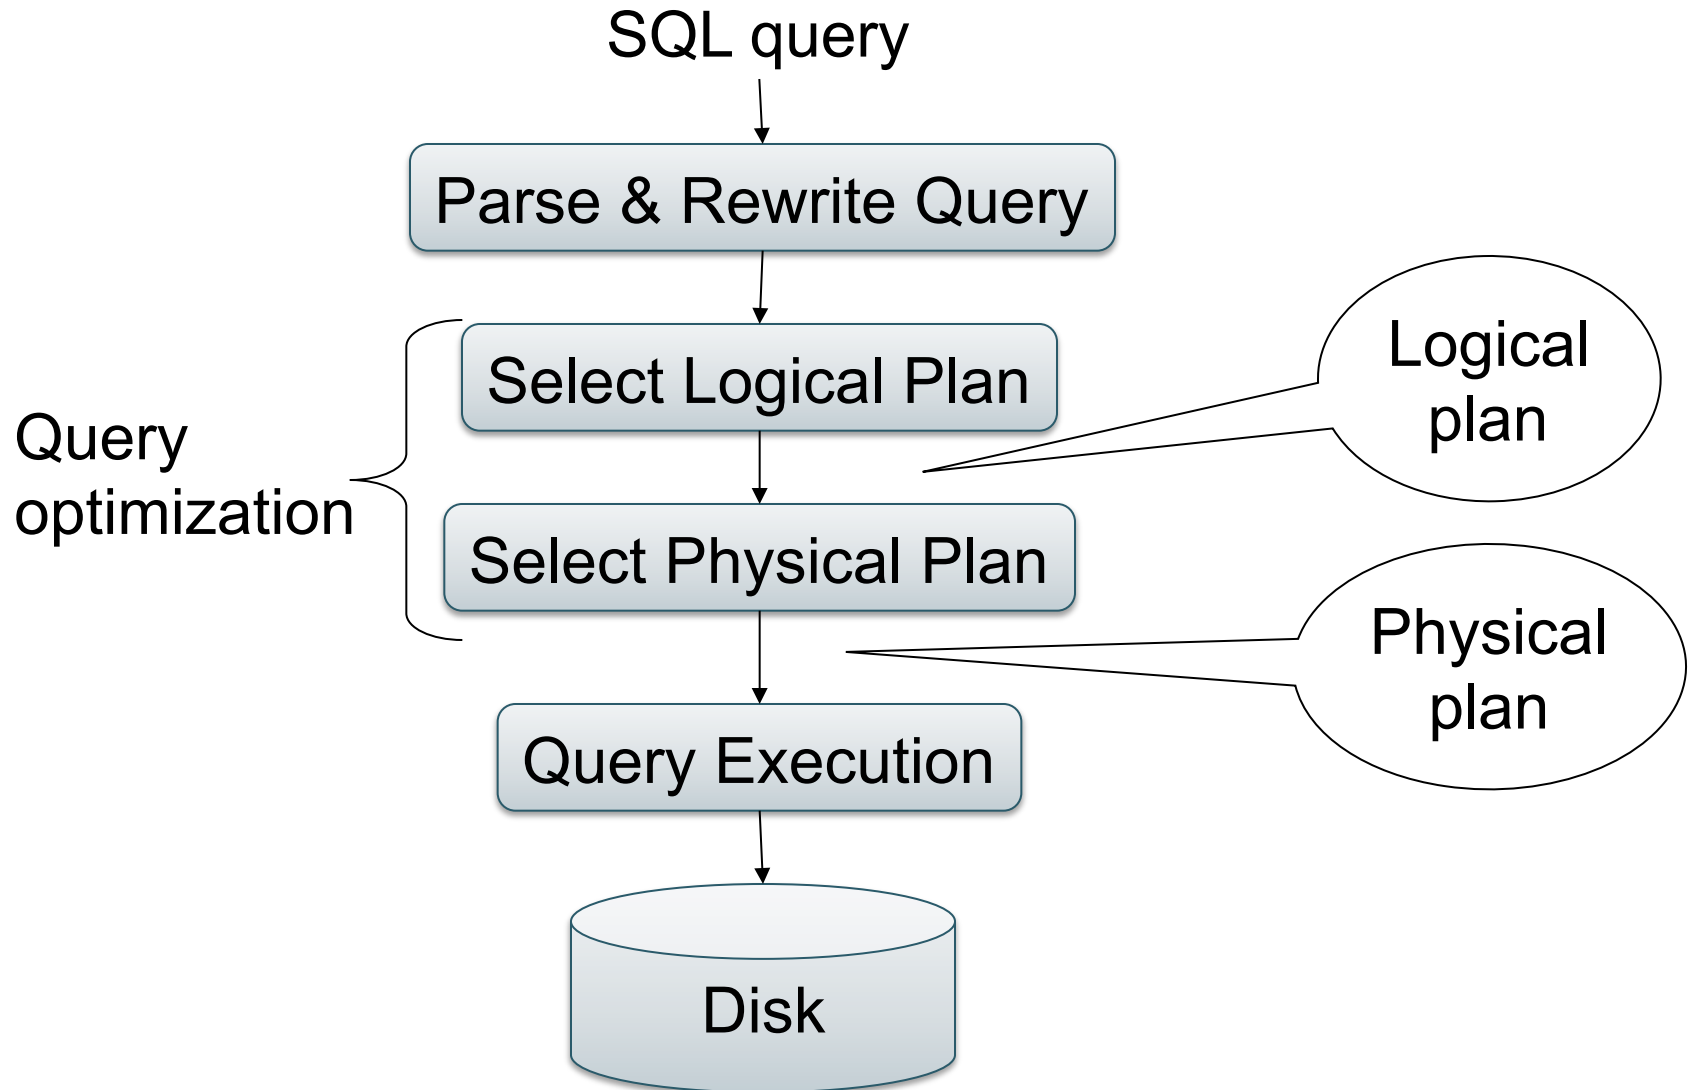 SQL query
Parse & Rewrite Query
Select Logical Plan
Logical
plan
Query
optimization
Select Physical Plan
Physical
plan
Query Execution
Disk